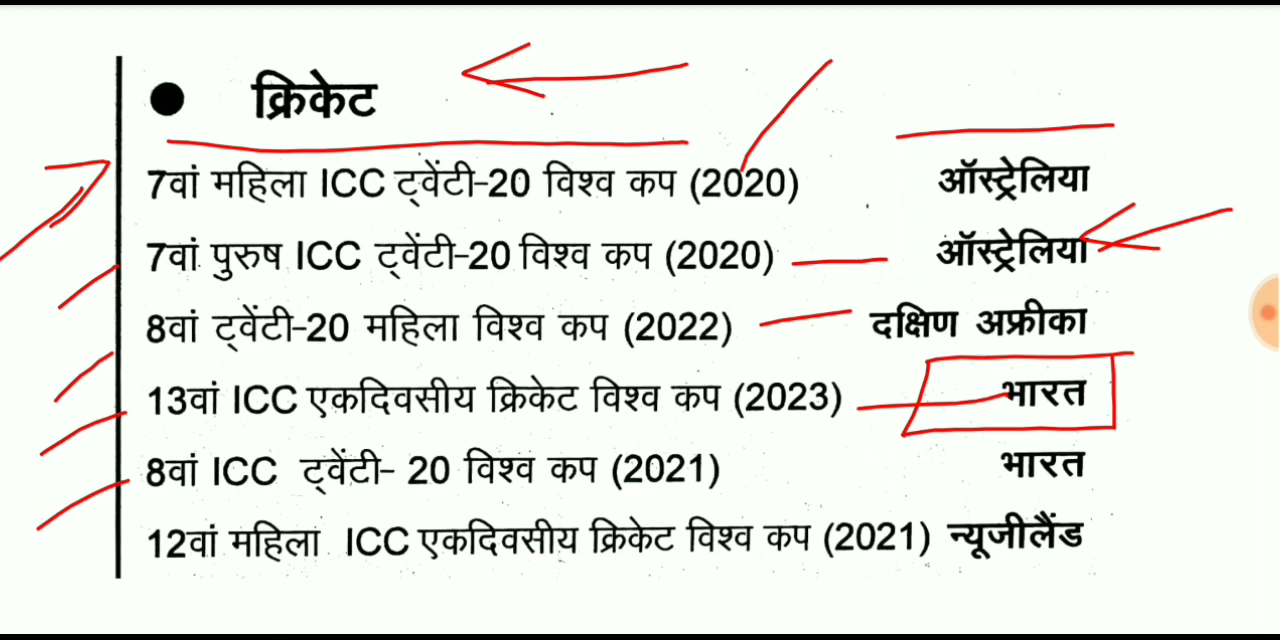 ● क्रिकेट
7वां महिला ICC ट्वेंटी-20 विश्व कप (2020) ऑस्ट्रेलिया
7वां पुरुष ICC ट्वेंटी-20 विश्व कप (2020) ऑस्ट्रेलिया
8वां ट्वेंटी-20 महिला विश्व कप (2022) दक्षिण अफ्रीका
13वां ICC एकदिवसीय क्रिकेट विश्व कप (2023) भारत
8वां ICC ट्वेंटी- 20 विश्व कप (2021) भारत
12वां महिला ICC एकदिवसीय क्रिकेट विश्व कप (2021) न्यूजीलैंड